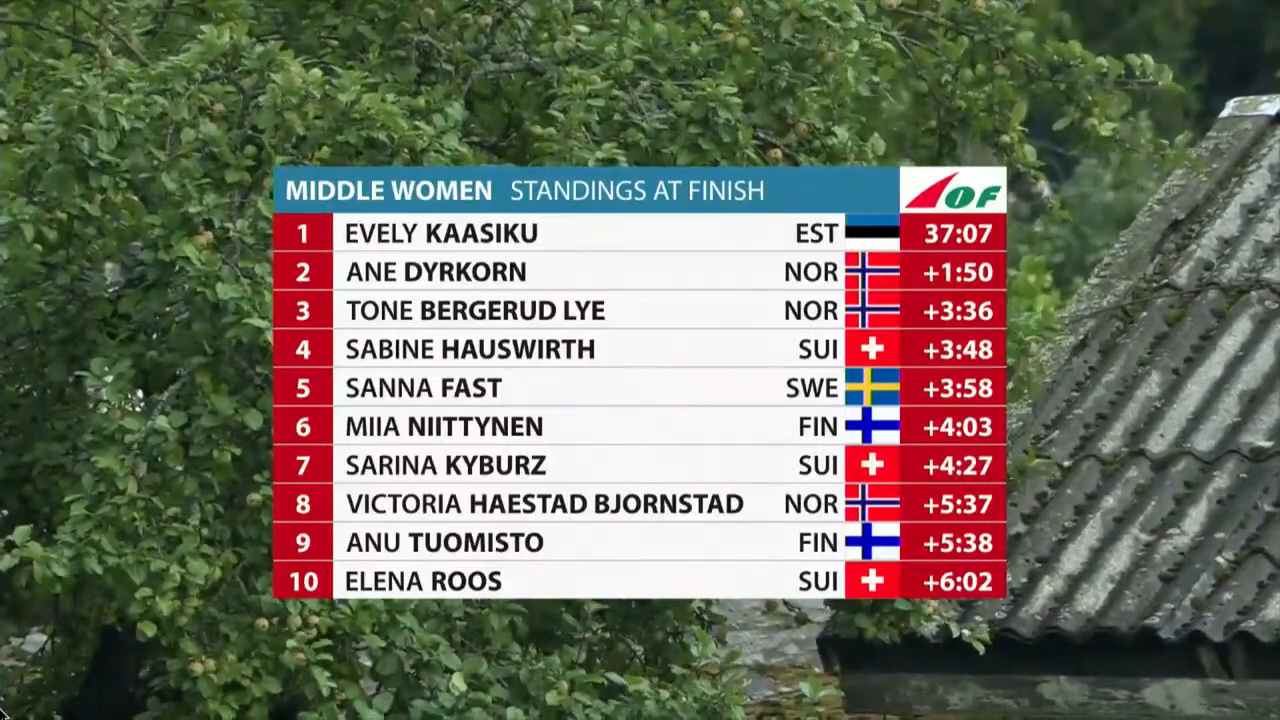 MIDDLE WOMEN STANDINGS AT FINISH IOF
1 EVELY KAASIKU EST 37:07
2 ANE DYRKORN NOR +1:50
3 TONE BERGERUD LYE NOR +3:36
4 SABINE HAUSWIRTH SUI +3:48
5 SANNA FAST SWE +3:58
6 MIIA NIITTYNEN FIN +4:03
7 SARINA KYBURZ SUI +4:27
8 VICTORIA HAESTAD BJORNSTAD NOR +5:37
9 ANU TUOMISTO FIN +5:38
10 ELENA ROOS SUI +6:02